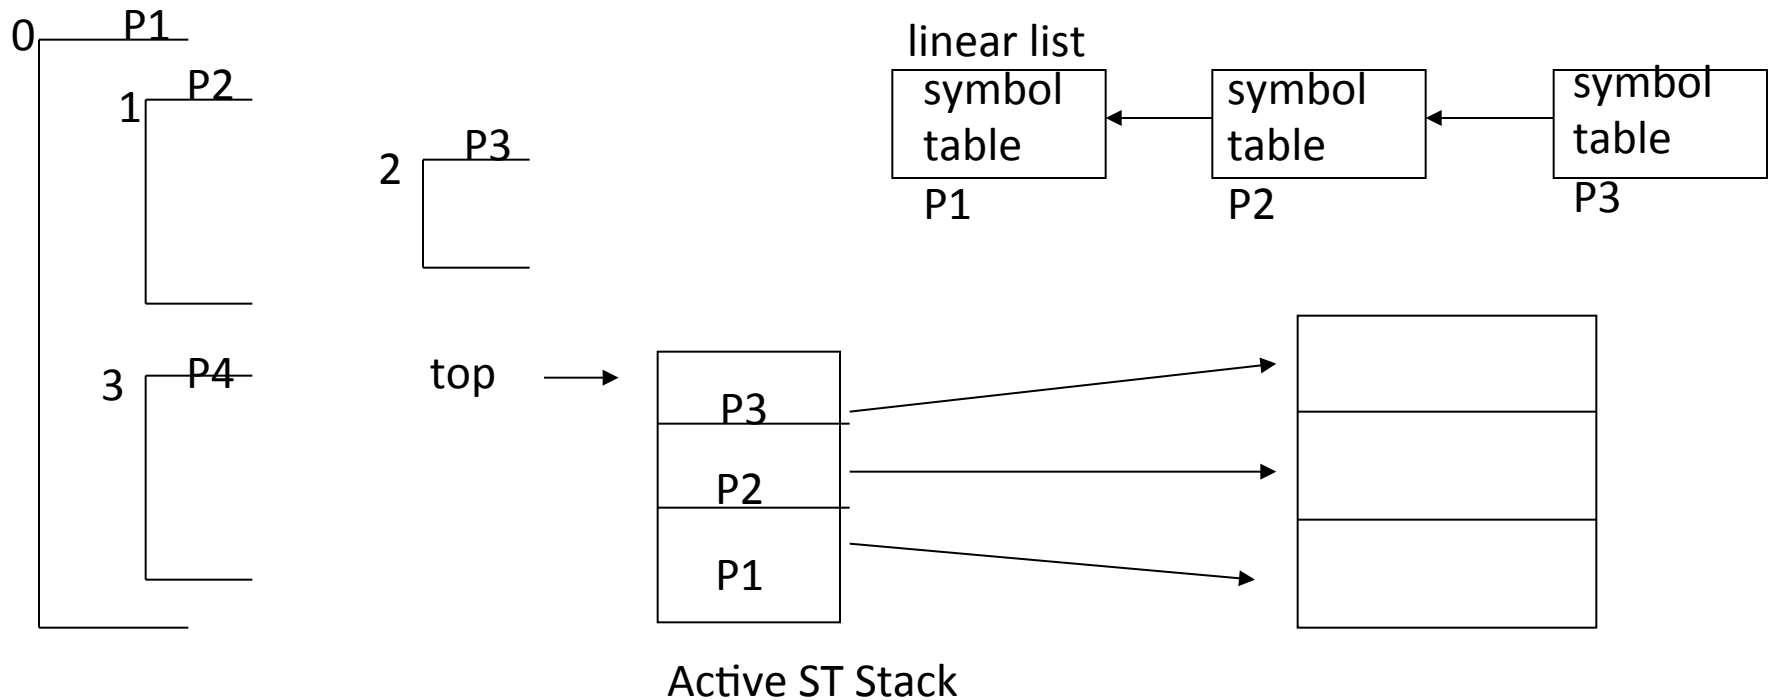 0
P1
1
P2
2
P3
3
P4
linear list
symbol
table
P1
symbol
table
P2
symbol
table
P3
top
P3
P2
P1
Active ST Stack